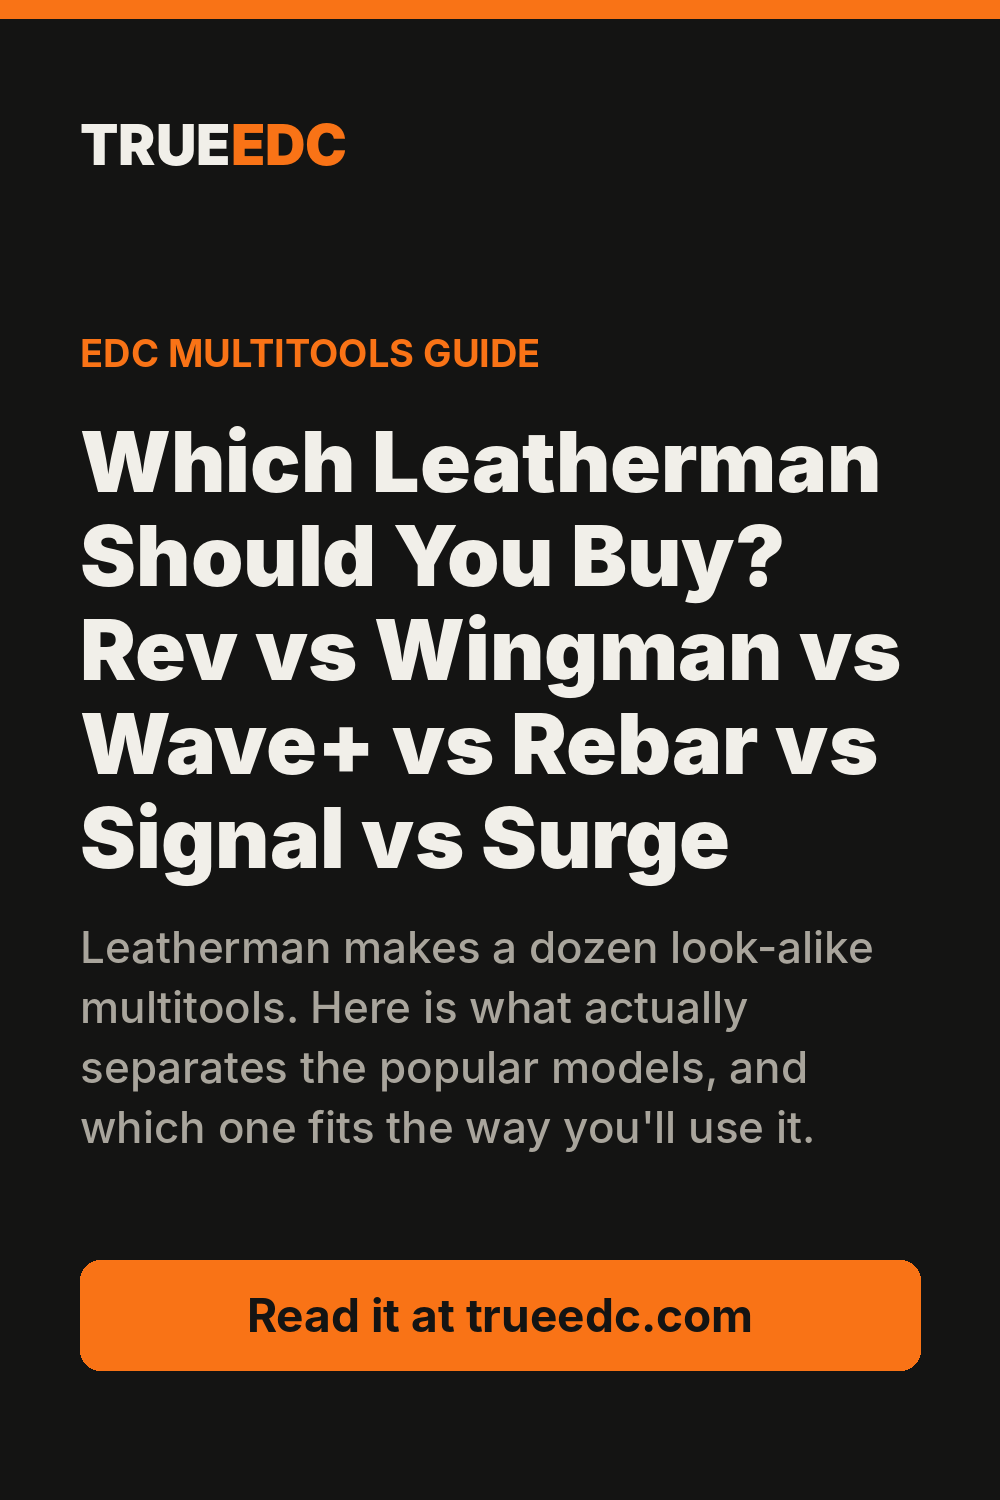 TRUEEDC
EDC MULTITOOLS GUIDE
Which Leatherman
Should You Buy?
Rev vs Wingman vs
Wave+ vs Rebar vs
Signal vs Surge
Leatherman makes a dozen look-alike
multitools. Here is what actually
separates the popular models, and
which one fits the way you'll use it.
Read it at trueedc.com